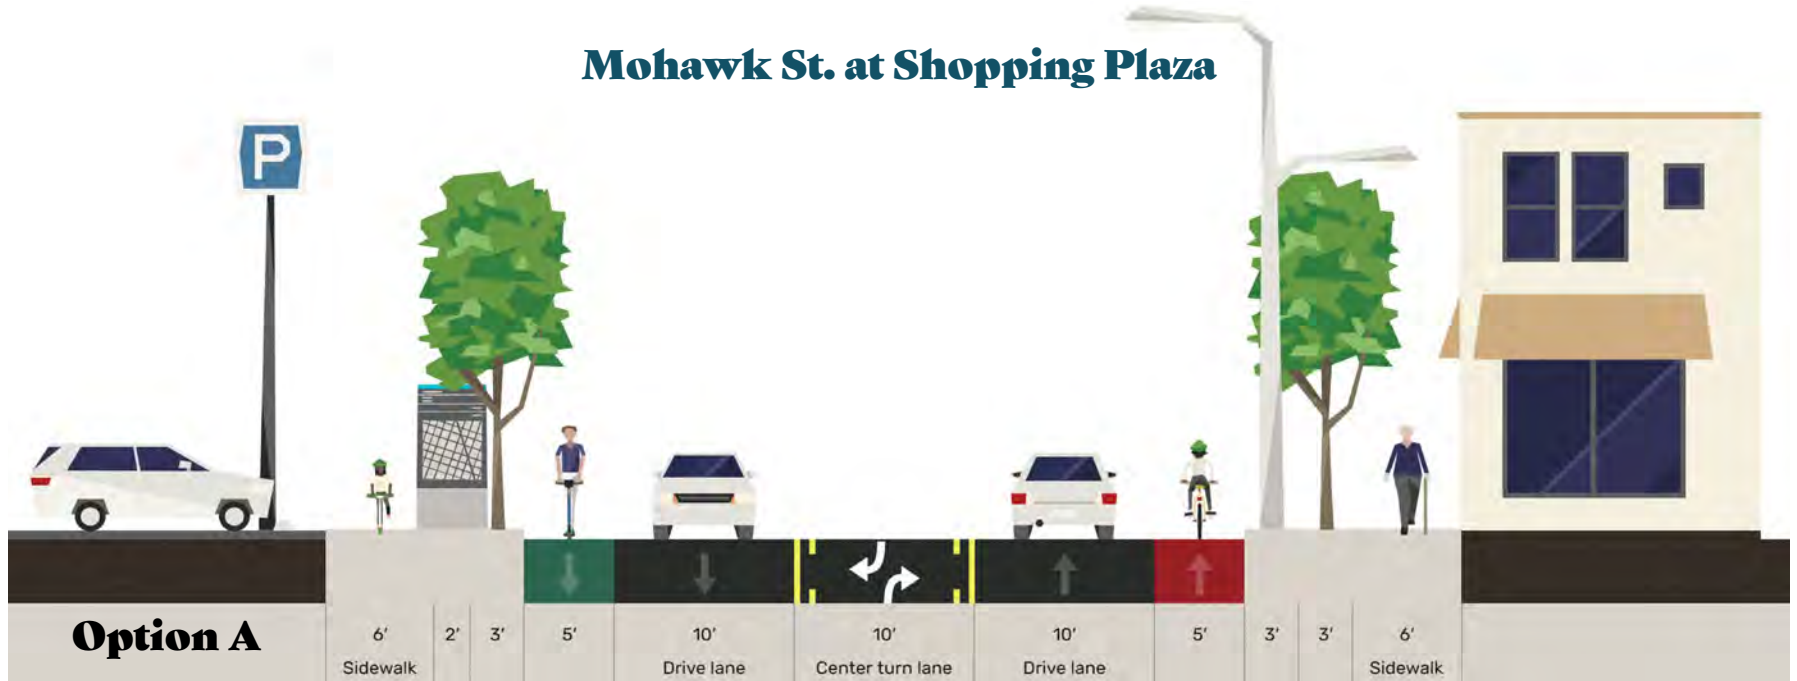 Mohawk St. at Shopping Plaza
P
Option A
6' 2' 3' 5' 10' 10' 10' 5' 3' 3' 6'
Sidewalk Drive lane Center turn lane Drive lane Sidewalk